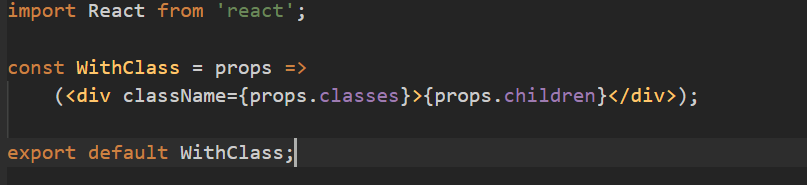 import React from 'react';
const WithClass = props =>
(<div className={props.classes}>{props.children}</div>);
export default WithClass;